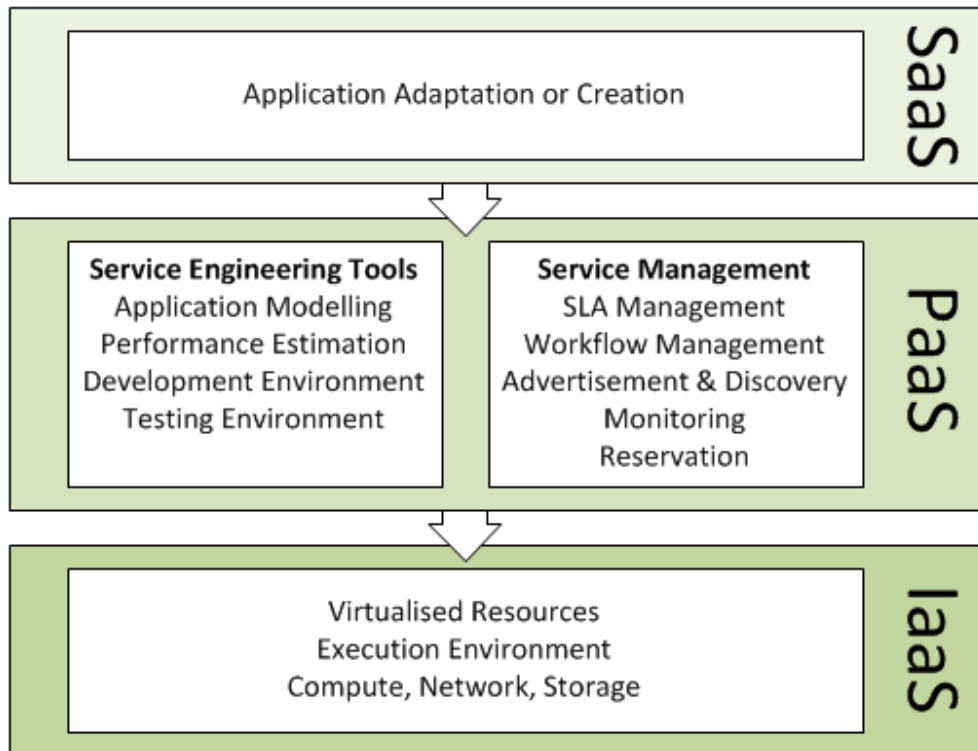 SaaS
Application Adaptation or Creation
PaaS
Service Engineering Tools
Application Modelling
Performance Estimation
Development Environment
Testing Environment
Service Management
SLA Management
Workflow Management
Advertisement & Discovery
Monitoring
Reservation
IaaS
Virtualised Resources
Execution Environment
Compute, Network, Storage